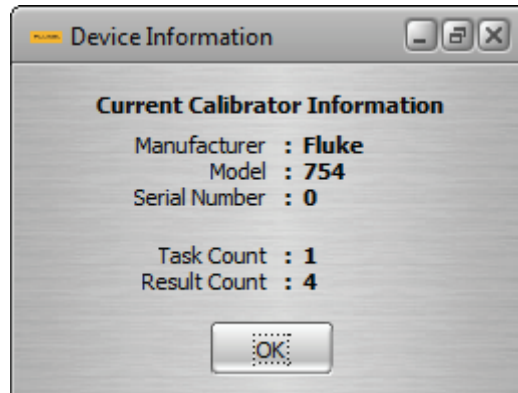 Device Information
Current Calibrator Information
Manufacturer : Fluke
Model : 754
Serial Number : 0
Task Count : 1
Result Count : 4
OK